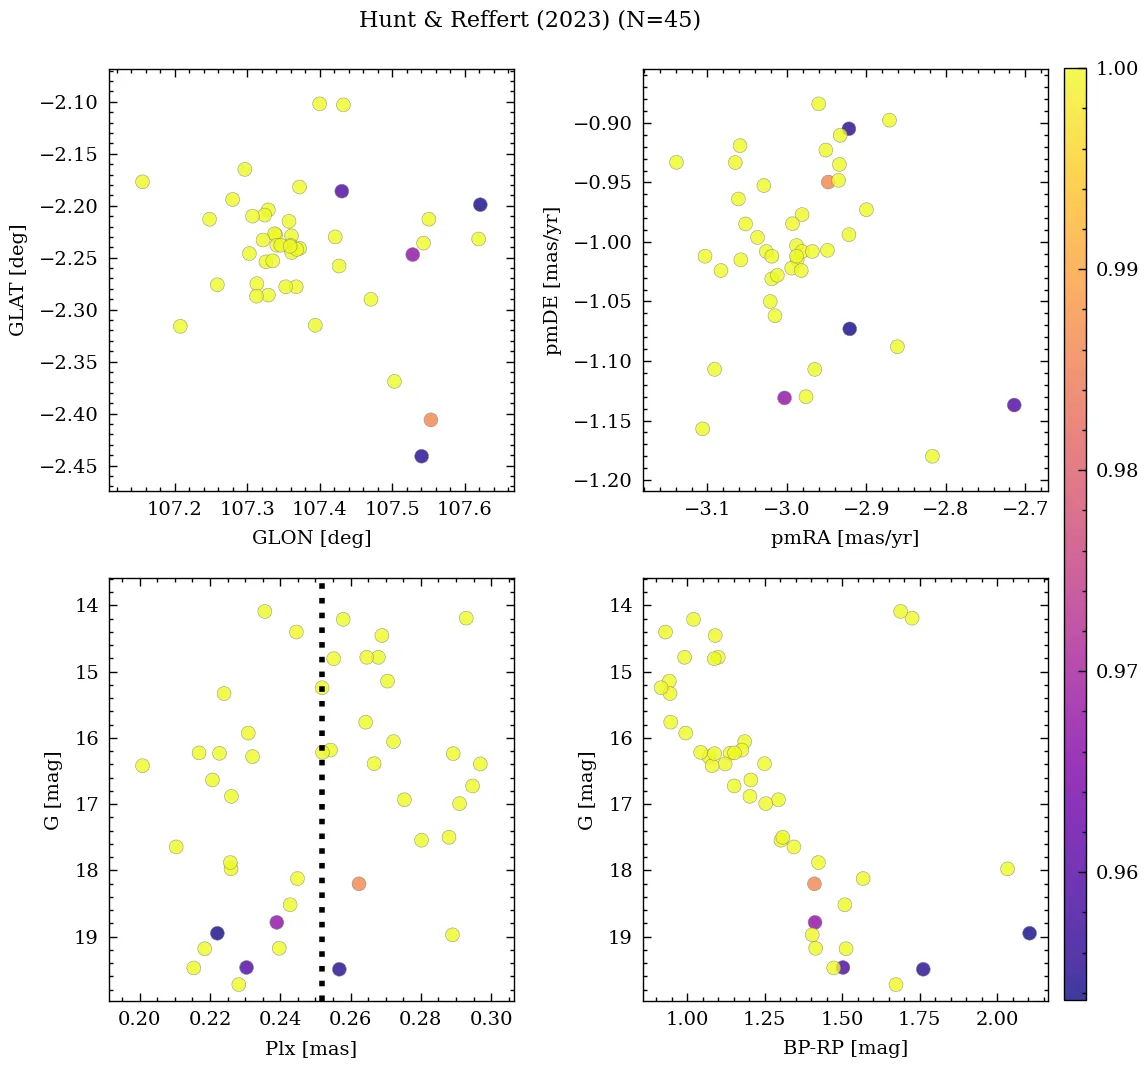 Hunt & Reffert (2023) (N=45)
−2.10
−2.15
−2.20
−2.25
−2.30
−2.35
−2.40
−2.45
GLAT [deg]
107.2 107.3 107.4 107.5 107.6
GLON [deg]
−0.90
−0.95
−1.00
−1.05
−1.10
−1.15
−1.20
pmDE [mas/yr]
−3.1 −3.0 −2.9 −2.8 −2.7
pmRA [mas/yr]
14
15
16
17
18
19
G [mag]
0.20 0.22 0.24 0.26 0.28 0.30
Plx [mas]
14
15
16
17
18
19
G [mag]
1.00 1.25 1.50 1.75 2.00
BP-RP [mag]
1.00
0.99
0.98
0.97
0.96